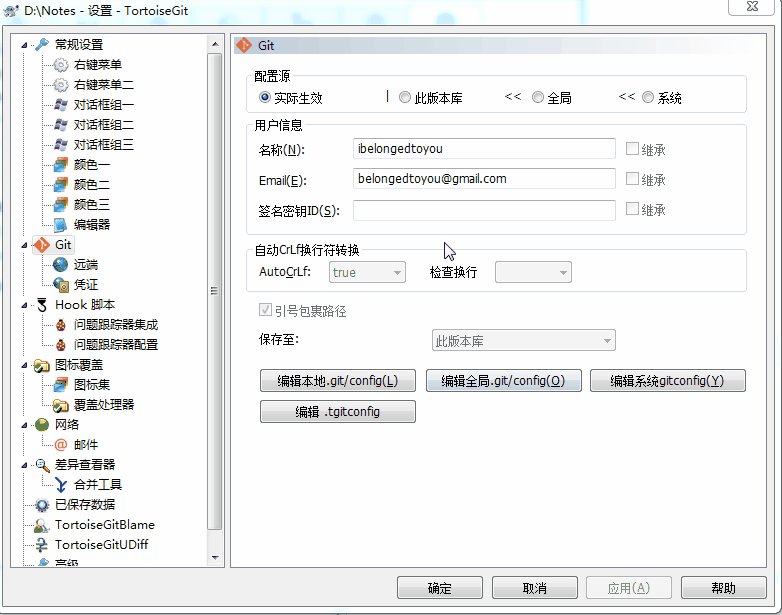 D:\Notes - 设置 - TortoiseGit
常规设置
右键菜单
右键菜单二
对话框组一
对话框组二
对话框组三
颜色一
颜色二
颜色三
编辑器
Git
远端
凭证
Hook 脚本
问题跟踪器集成
问题跟踪器配置
图标覆盖
图标集
覆盖处理器
网络
邮件
差异查看器
合并工具
已保存数据
TortoiseGitBlame
TortoiseGitUDiff
高级
Git
配置源
实际生效 | 此版本库 << 全局 << 系统
用户信息
名称(N): ibelongedtoyou 继承
Email(E): belongedtoyou@gmail.com 继承
签名密钥ID(S): 继承
自动CrLf换行符转换
AutoCrLf: true 检查换行
引号包裹路径
保存至: 此版本库
编辑本地.git/config(L) 编辑全局.git/config(O) 编辑系统gitconfig(Y)
编辑 .tgitconfig
确定 取消 应用(A) 帮助